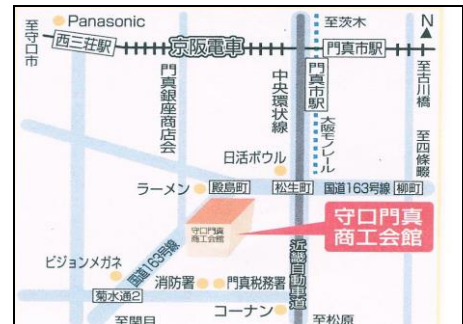 Panasonic
至茨木
N
至守口市
西三荘駅
京阪電車
門真市駅
至古川橋
門真銀座商店会
中央環状線
門真市駅
大阪モノレール
至四條畷
日活ボウル
ラーメン
殿島町
松生町
国道163号線
柳町
守口門真
商工会館
守口門真
商工会館
国道163号線
近畿自動車道
ビジョンメガネ
消防署
門真税務署
菊水通2
コーナン
至関目
至松原